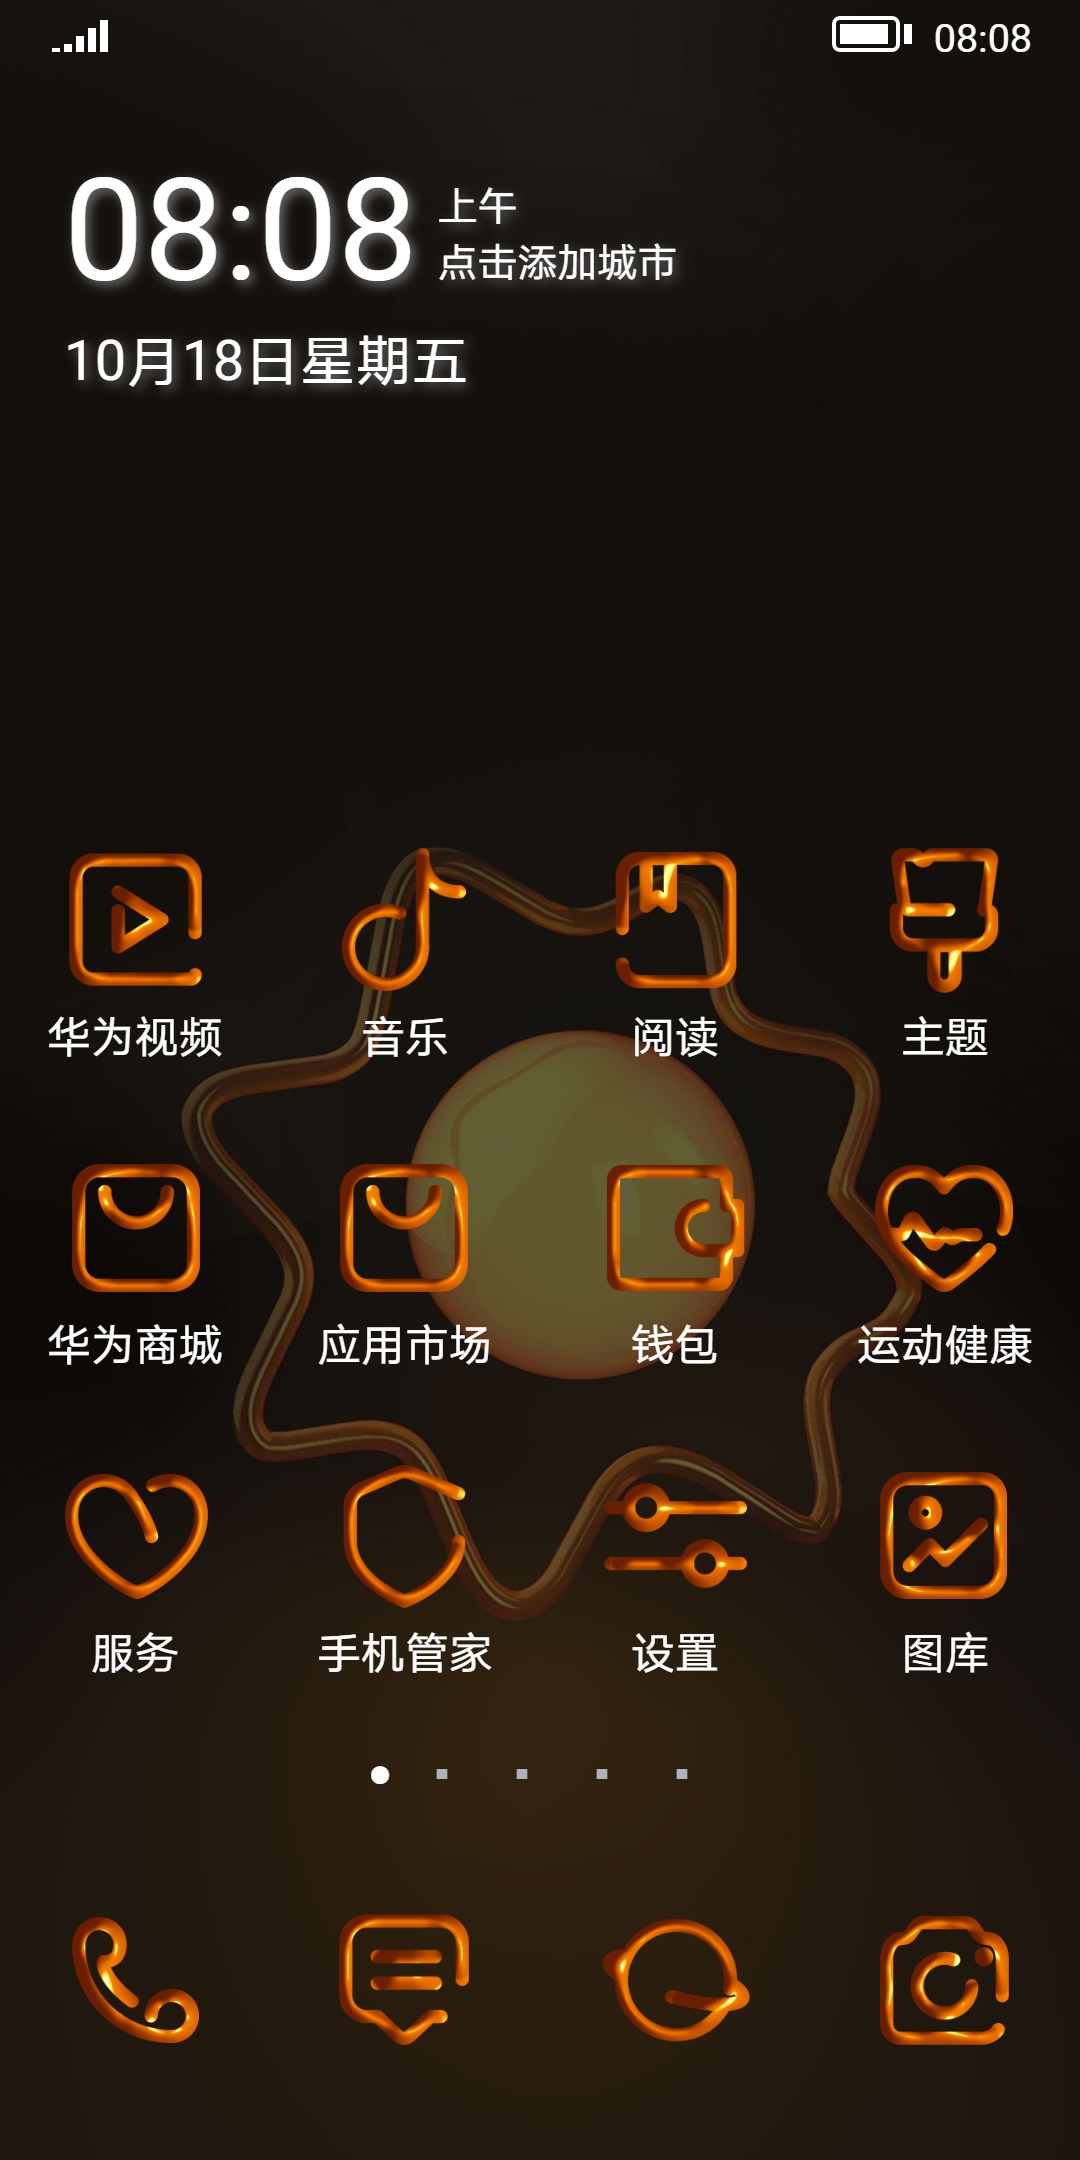 08:08
08:08
上午
点击添加城市
10月18日星期五
华为视频
音乐
阅读
主题
华为商城
应用市场
钱包
运动健康
服务
手机管家
设置
图库